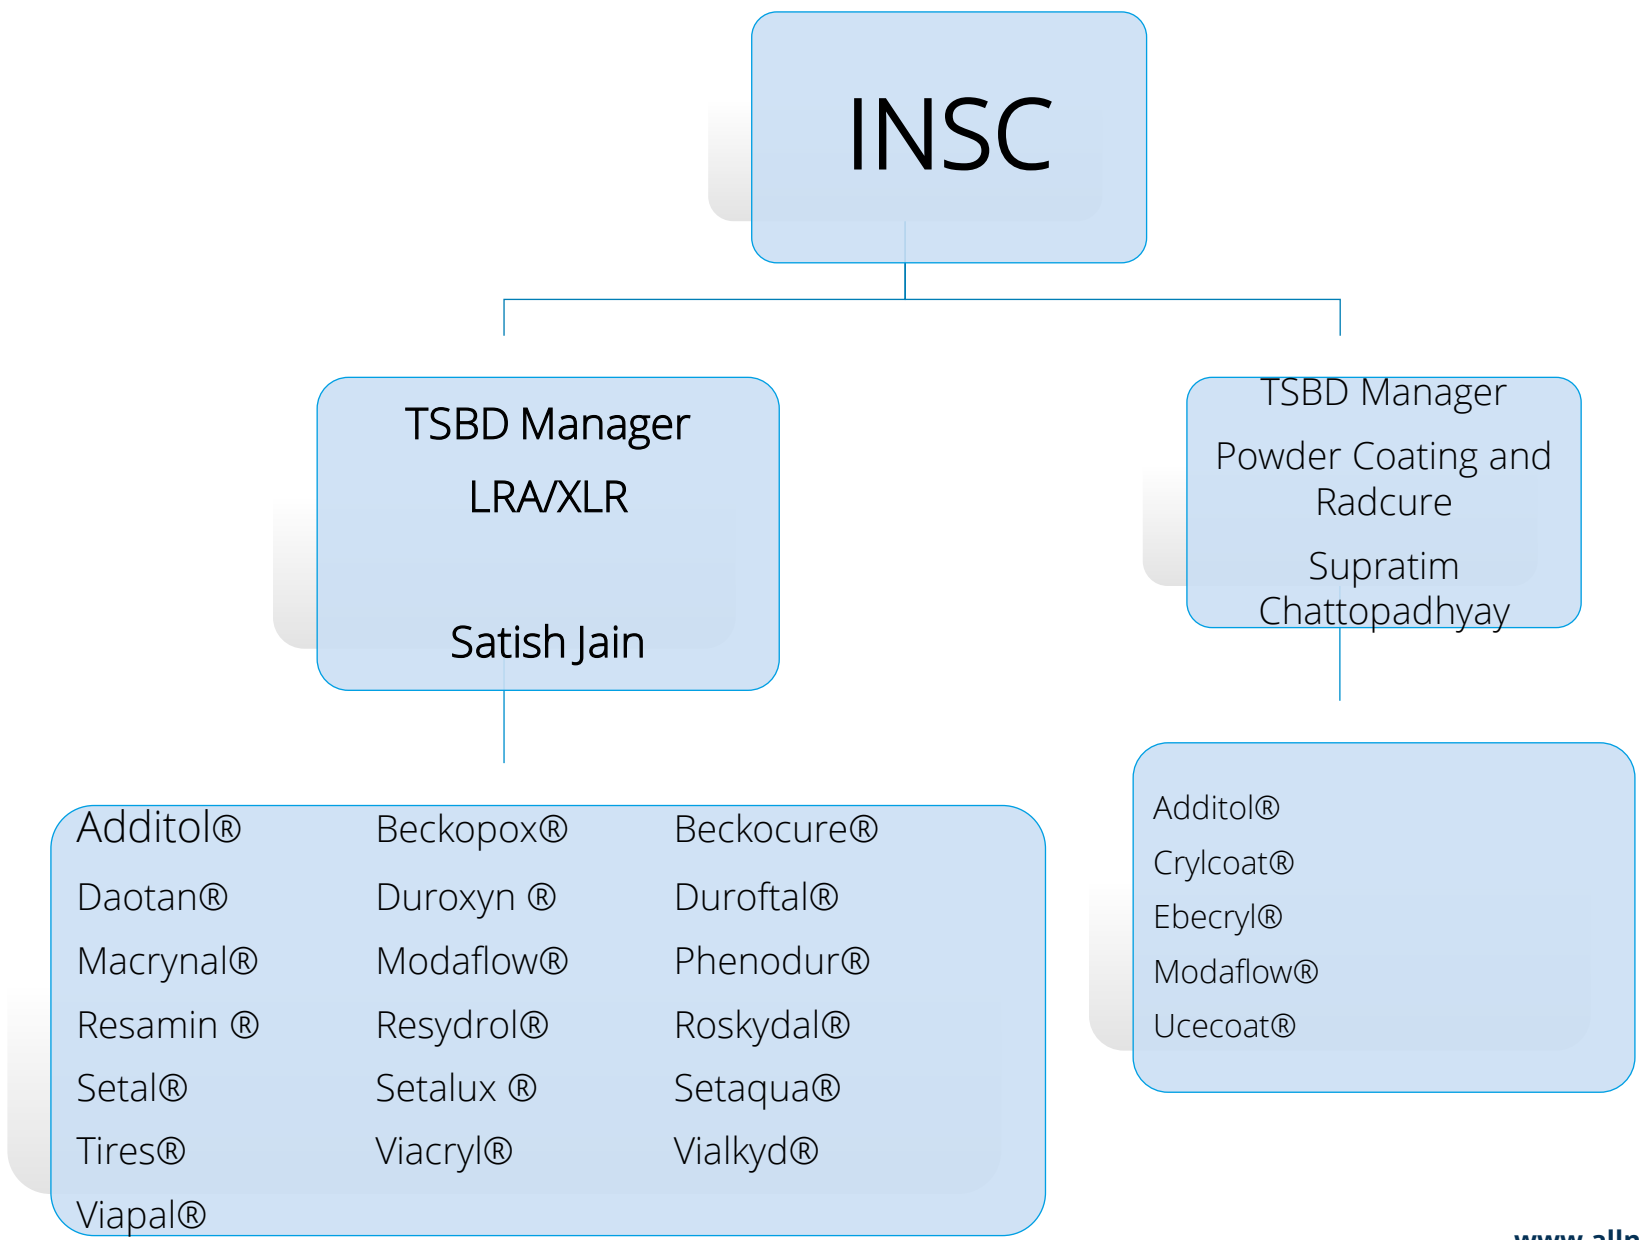 INSC
TSBD Manager
LRA/XLR
Satish Jain
TSBD Manager
Powder Coating and
Radcure
Supratim
Chattopadhyay
Additol® Beckopox® Beckocure®
Daotan® Duroxyn ® Duroftal®
Macrynal® Modaflow® Phenodur®
Resamin ® Resydrol® Roskydal®
Setal® Setalux ® Setaqua®
Tires® Viacryl® Vialkyd®
Viapal®
Additol®
Crylcoat®
Ebecryl®
Modaflow®
Ucecoat®